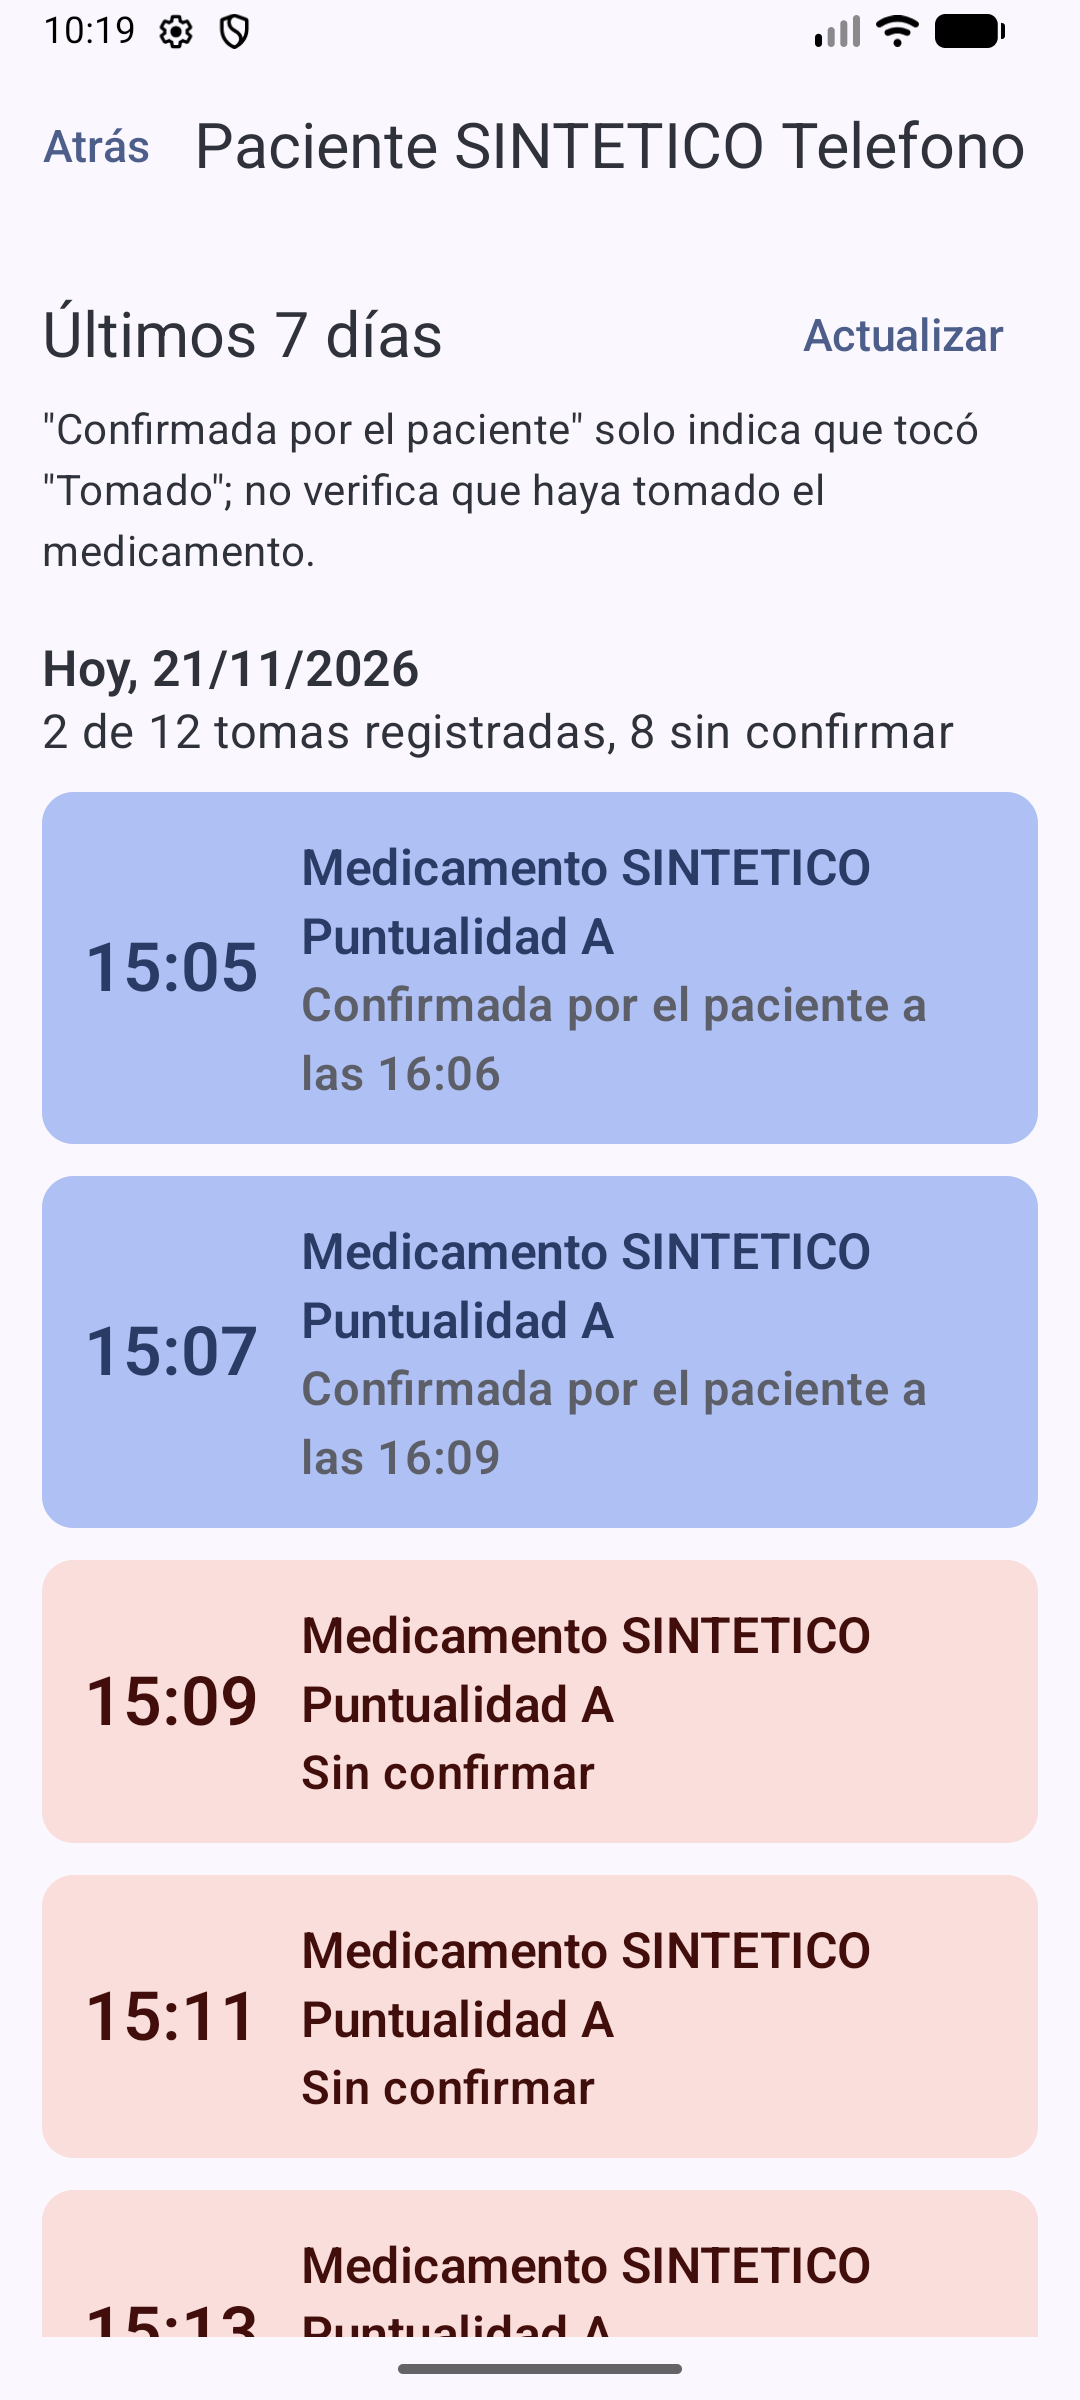 10:19
Atrás Paciente SINTETICO Telefono
Últimos 7 días
Actualizar
"Confirmada por el paciente" solo indica que tocó
"Tomado"; no verifica que haya tomado el
medicamento.
Hoy, 21/11/2026
2 de 12 tomas registradas, 8 sin confirmar
15:05
Medicamento SINTETICO
Puntualidad A
Confirmada por el paciente a
las 16:06
15:07
Medicamento SINTETICO
Puntualidad A
Confirmada por el paciente a
las 16:09
15:09
Medicamento SINTETICO
Puntualidad A
Sin confirmar
15:11
Medicamento SINTETICO
Puntualidad A
Sin confirmar
15:13
Medicamento SINTETICO
Puntualidad A